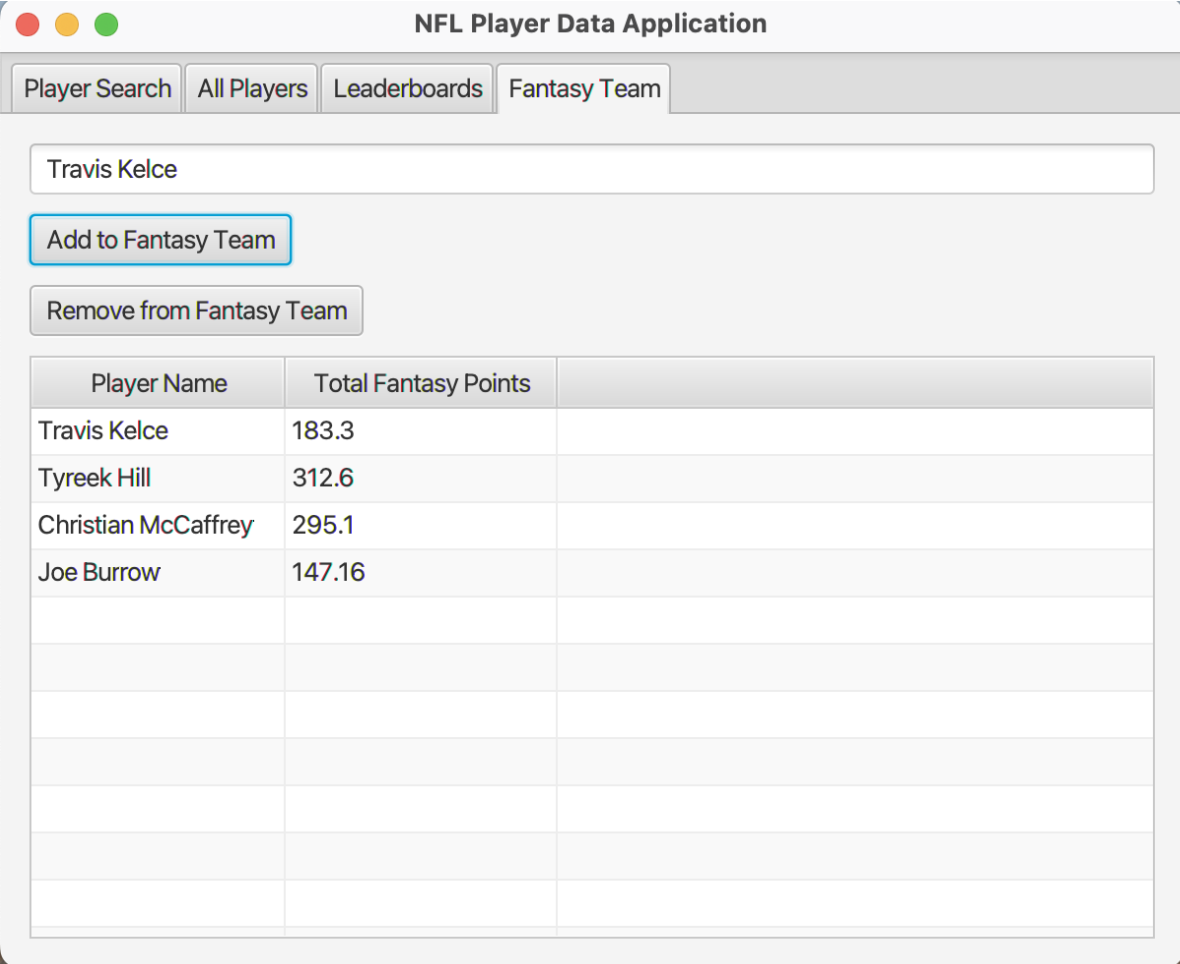 NFL Player Data Application
Player Search All Players Leaderboards Fantasy Team
Travis Kelce
Add to Fantasy Team
Remove from Fantasy Team
Player Name Total Fantasy Points
Travis Kelce 183.3
Tyreek Hill 312.6
Christian McCaffrey 295.1
Joe Burrow 147.16